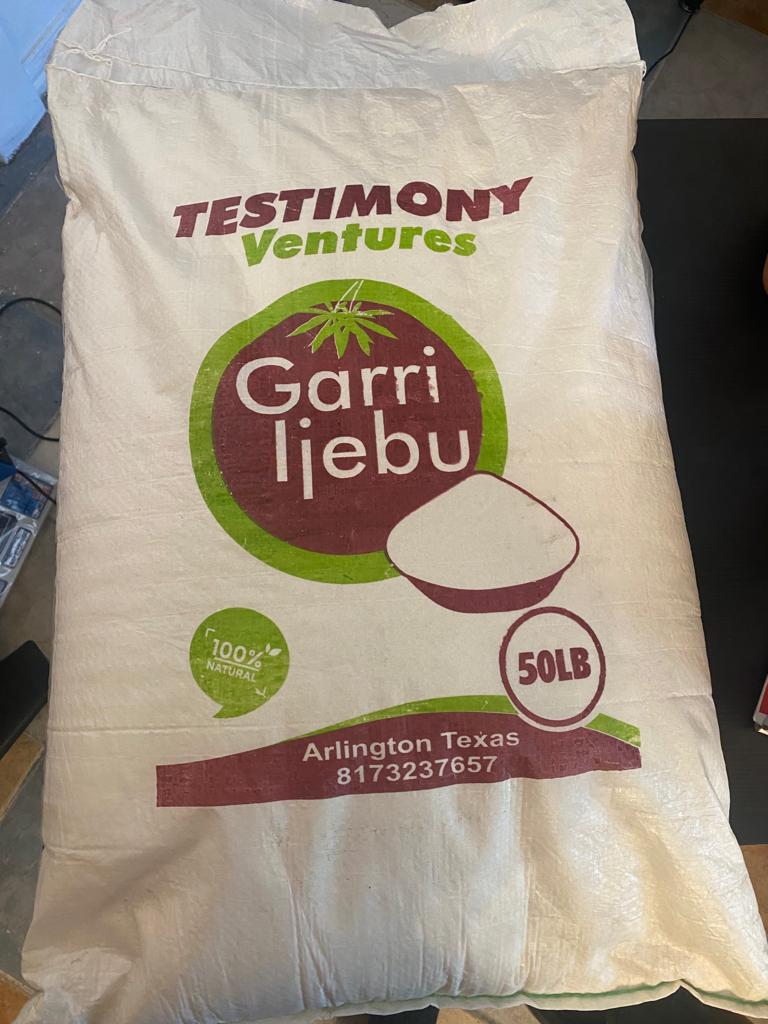 TESTIMONY
Ventures
Garri
Ijebu
100%
NATURAL
50LB
Arlington Texas
8173237657